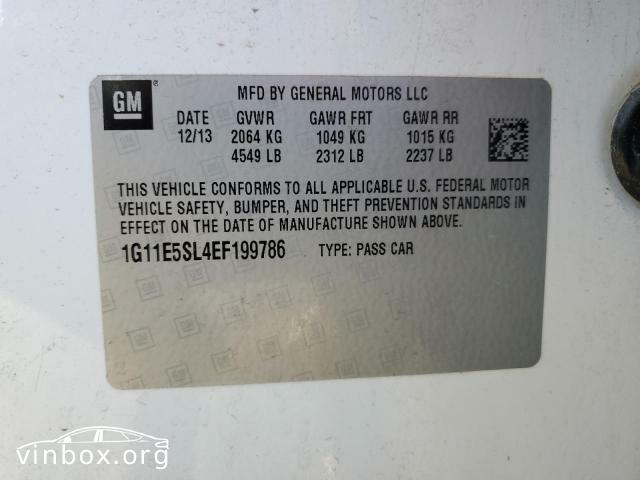 GM
®
MFD BY GENERAL MOTORS LLC
DATE GVWR GAWR FRT GAWR RR
12/13 2064 KG 1049 KG 1015 KG
4549 LB 2312 LB 2237 LB
THIS VEHICLE CONFORMS TO ALL APPLICABLE U.S. FEDERAL MOTOR
VEHICLE SAFETY, BUMPER, AND THEFT PREVENTION STANDARDS IN
EFFECT ON THE DATE OF MANUFACTURE SHOWN ABOVE.
1G11E5SL4EF199786 TYPE: PASS CAR
vinbox.org